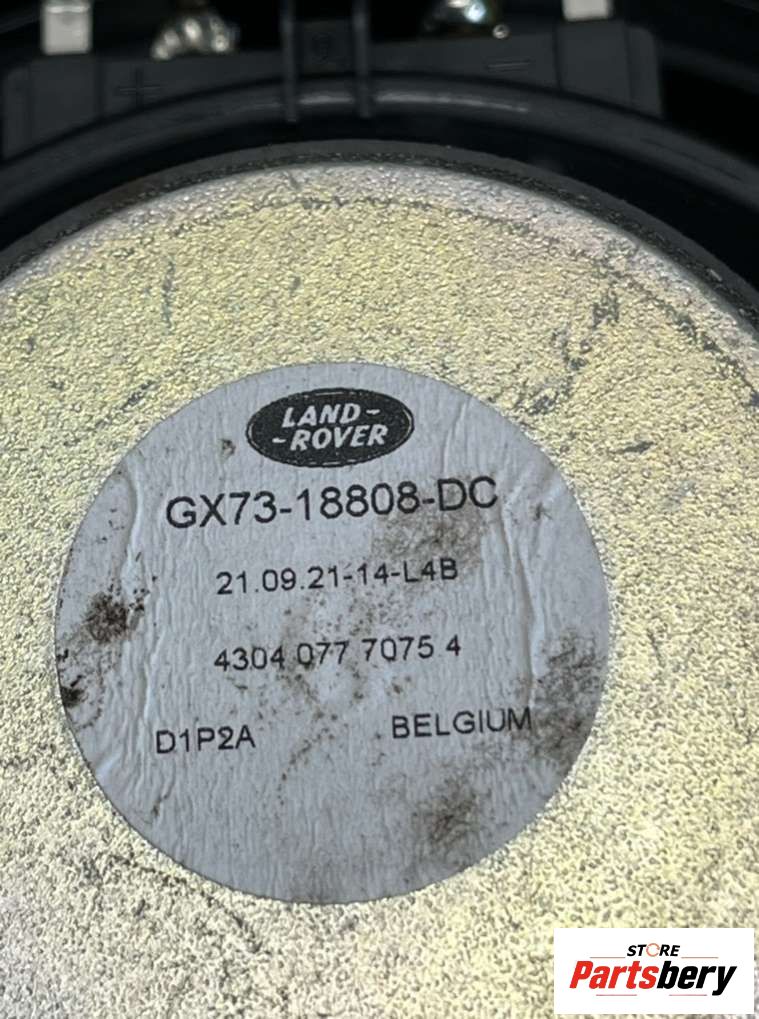 LAND-
-ROVER
GX73-18808-DC
21.09.21-14-L4B
4304 077 7075 4
D1P2A BELGIUM
STORE
Partsbery